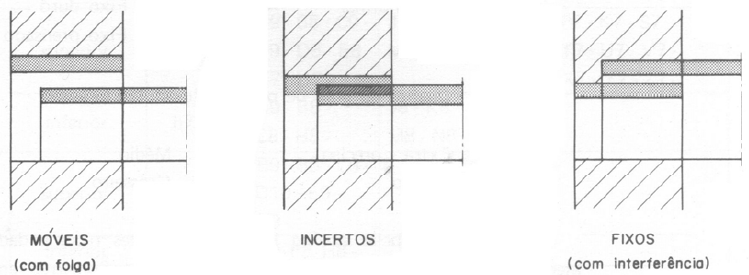 MÓVEIS
(com folga)
INCERTOS
FIXOS
(com interferência)